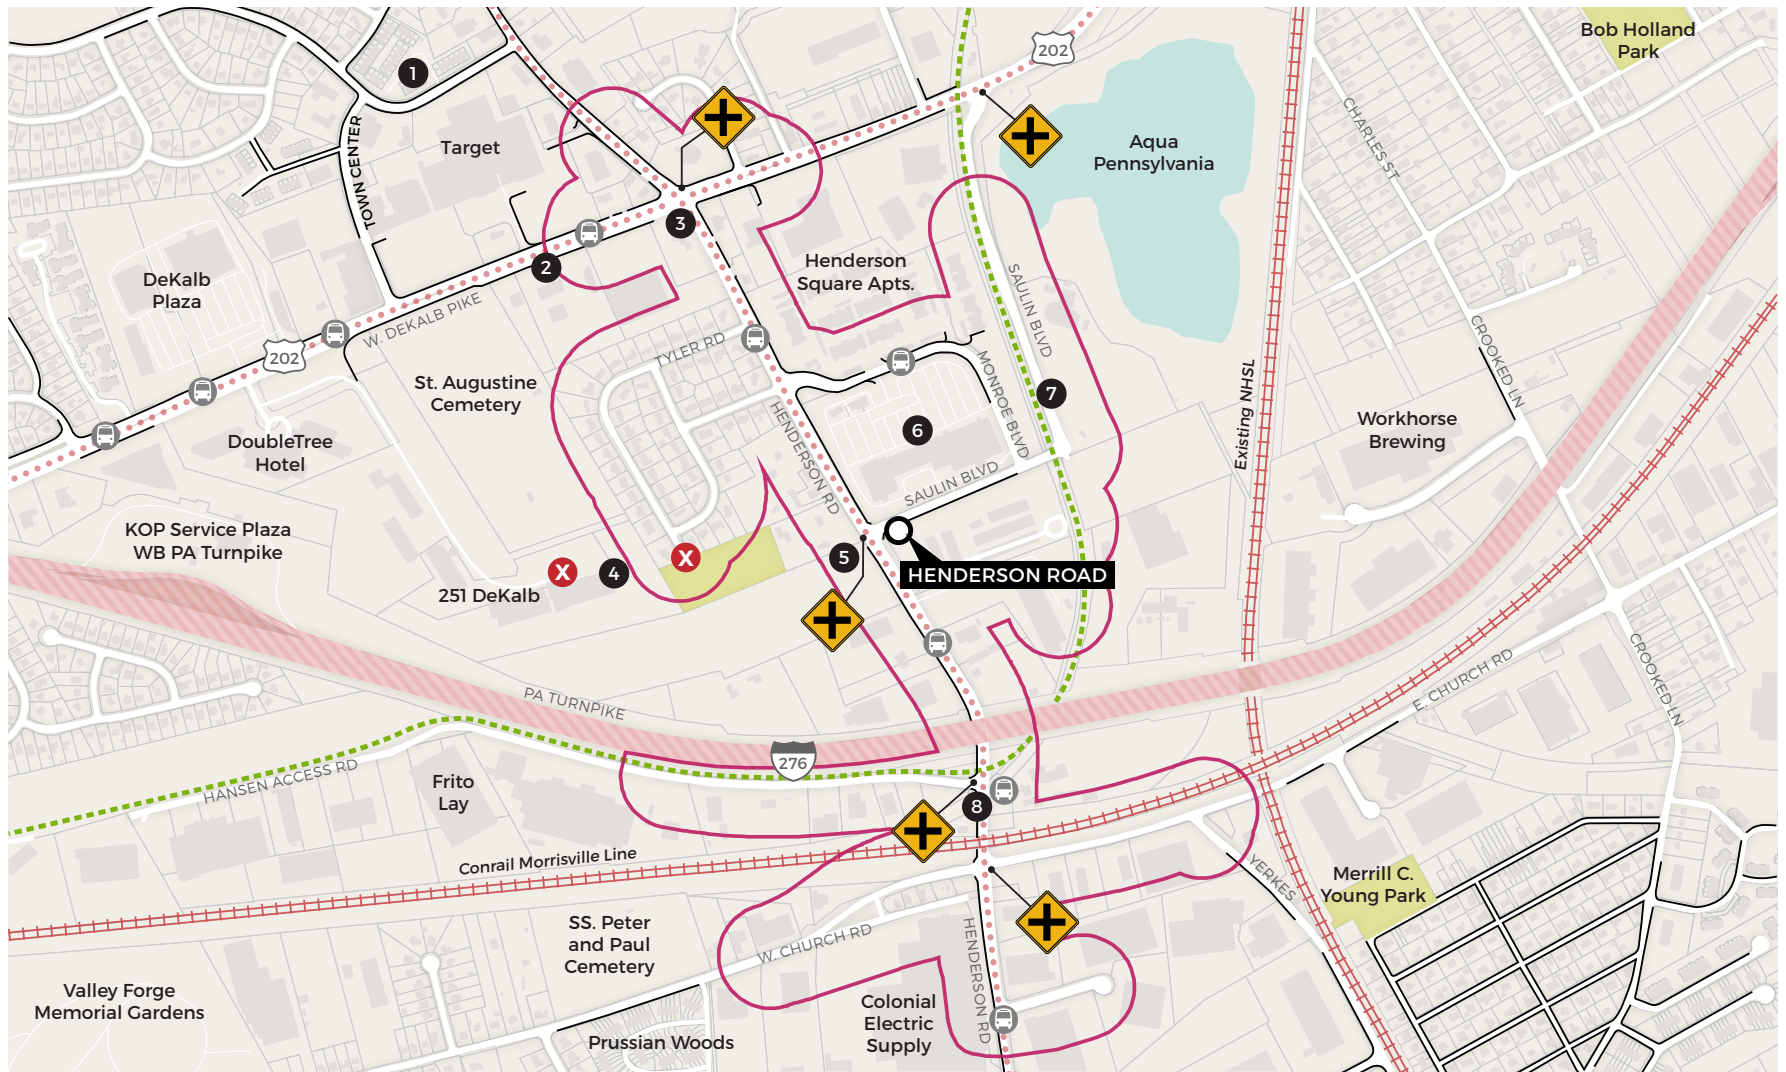 202
Bob Holland
Park
1
TOWN CENTER
Target
CHARLES ST
Aqua
Pennsylvania
3
2
DeKalb
Plaza
Henderson
Square Apts.
SAULIN BLVD
W. DEKALB PIKE
202
TYLER RD
CROOKED LN
St. Augustine
Cemetery
MONROE BLVD
7
Existing NHSL
HENDERSON RD
6
Workhorse
Brewing
DoubleTree
Hotel
SAULIN BLVD
KOP Service Plaza
WB PA Turnpike
X
4
X
5
251 DeKalb
HENDERSON ROAD
PA TURNPIKE
E. CHURCH RD
CROOKED LN
276
HANSEN ACCESS RD
Frito
Lay
8
Conrail Morrisville Line
YERKES
Merrill C.
Young Park
SS. Peter
and Paul
Cemetery
W. CHURCH RD
HENDERSON RD
Valley Forge
Memorial Gardens
Colonial
Electric
Supply
Prussian Woods